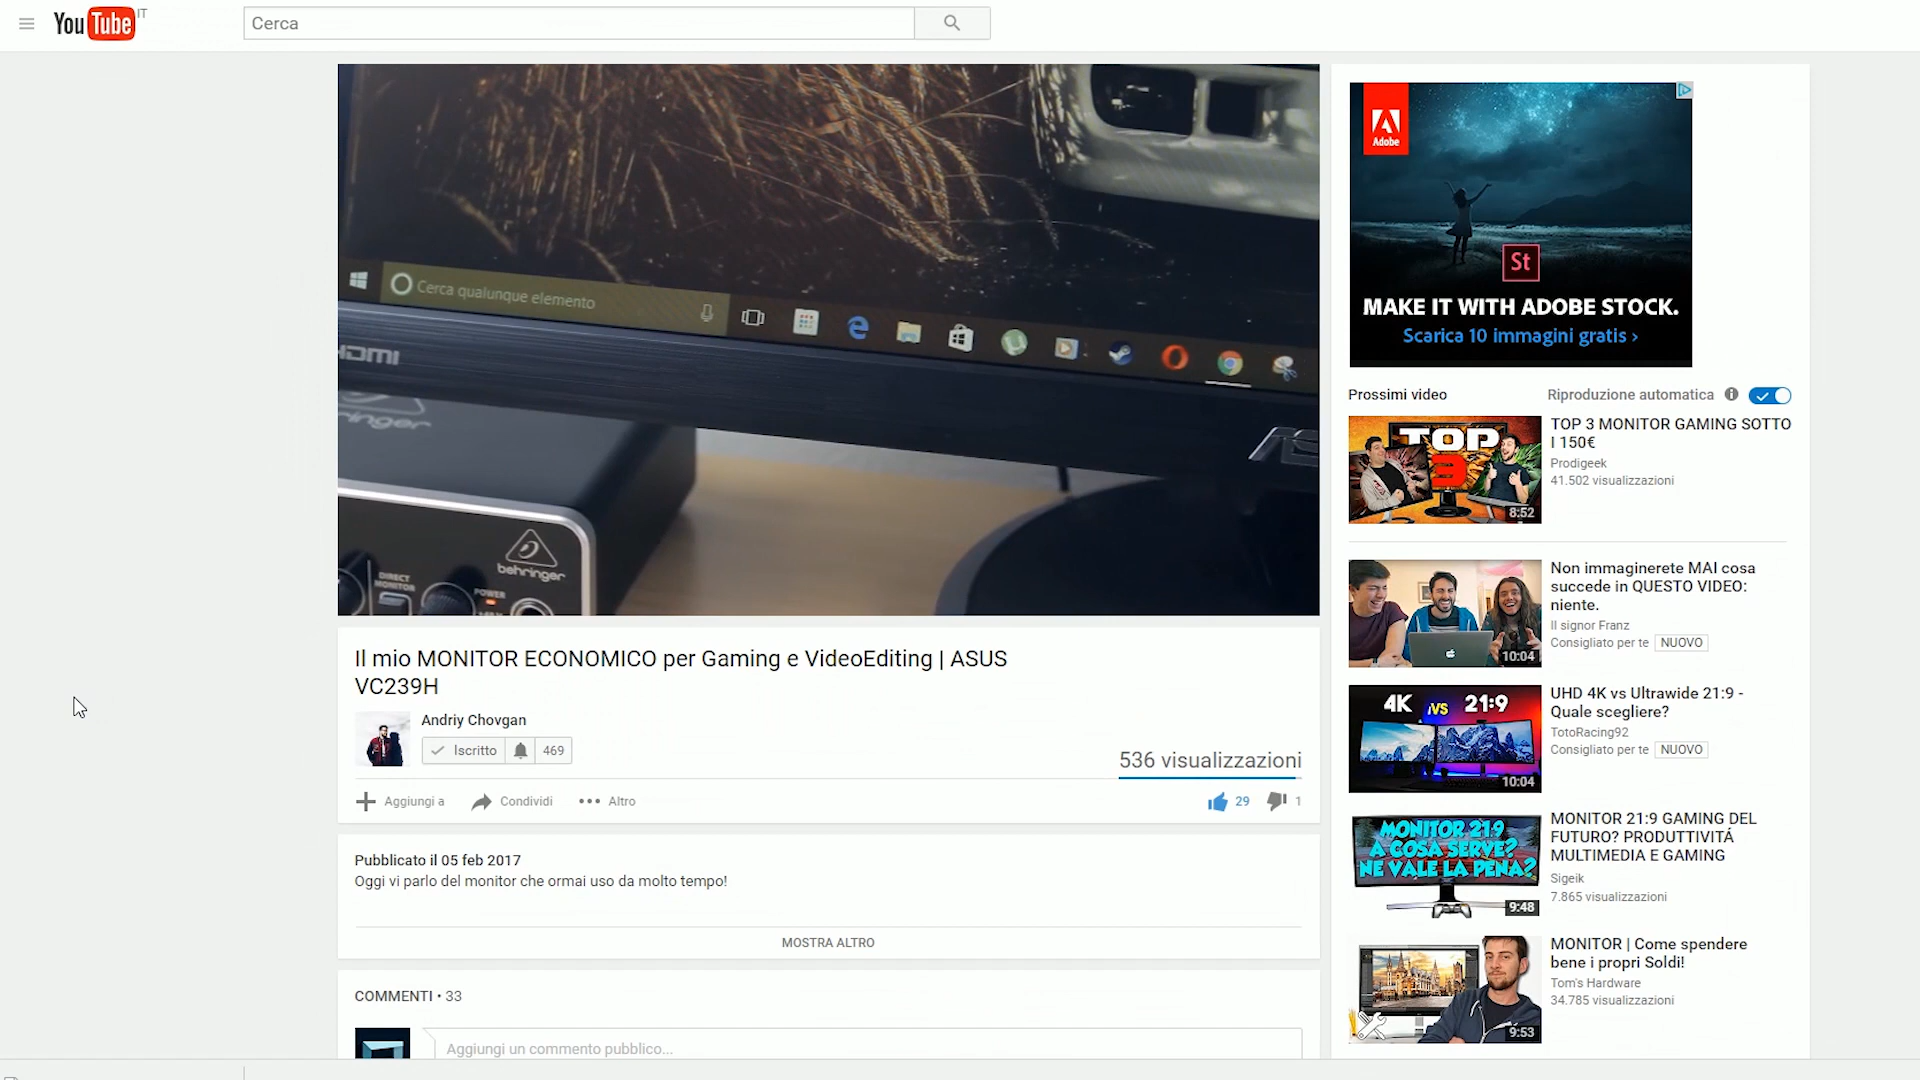 YouTube IT
Cerca
Cerca qualunque elemento
HDMI
behringer
DIRECT
MONITOR
POWER
behringer
Il mio MONITOR ECONOMICO per Gaming e VideoEditing | ASUS
VC239H
Andriy Chovgan
Iscritto 469
536 visualizzazioni
Aggiungi a Condividi Altro 29 1
Pubblicato il 05 feb 2017
Oggi vi parlo del monitor che ormai uso da molto tempo!
MOSTRA ALTRO
COMMENTI • 33
Aggiungi un commento pubblico...
Adobe
St
MAKE IT WITH ADOBE STOCK.
Scarica 10 immagini gratis ›
Prossimi video Riproduzione automatica
TOP
3
8:52
TOP 3 MONITOR GAMING SOTTO
I 150€
Prodigeek
41.502 visualizzazioni
10:04
Non immaginerete MAI cosa
succede in QUESTO VIDEO:
niente.
Il signor Franz
Consigliato per te NUOVO
4K VS 21:9
10:04
UHD 4K vs Ultrawide 21:9 -
Quale scegliere?
TotoRacing92
Consigliato per te NUOVO
MONITOR 21:9
A COSA SERVE?
NE VALE LA PENA?
9:48
MONITOR 21:9 GAMING DEL
FUTURO? PRODUTTIVITÁ
MULTIMEDIA E GAMING
Sigeik
7.865 visualizzazioni
9:53
MONITOR | Come spendere
bene i propri Soldi!
Tom's Hardware
34.785 visualizzazioni